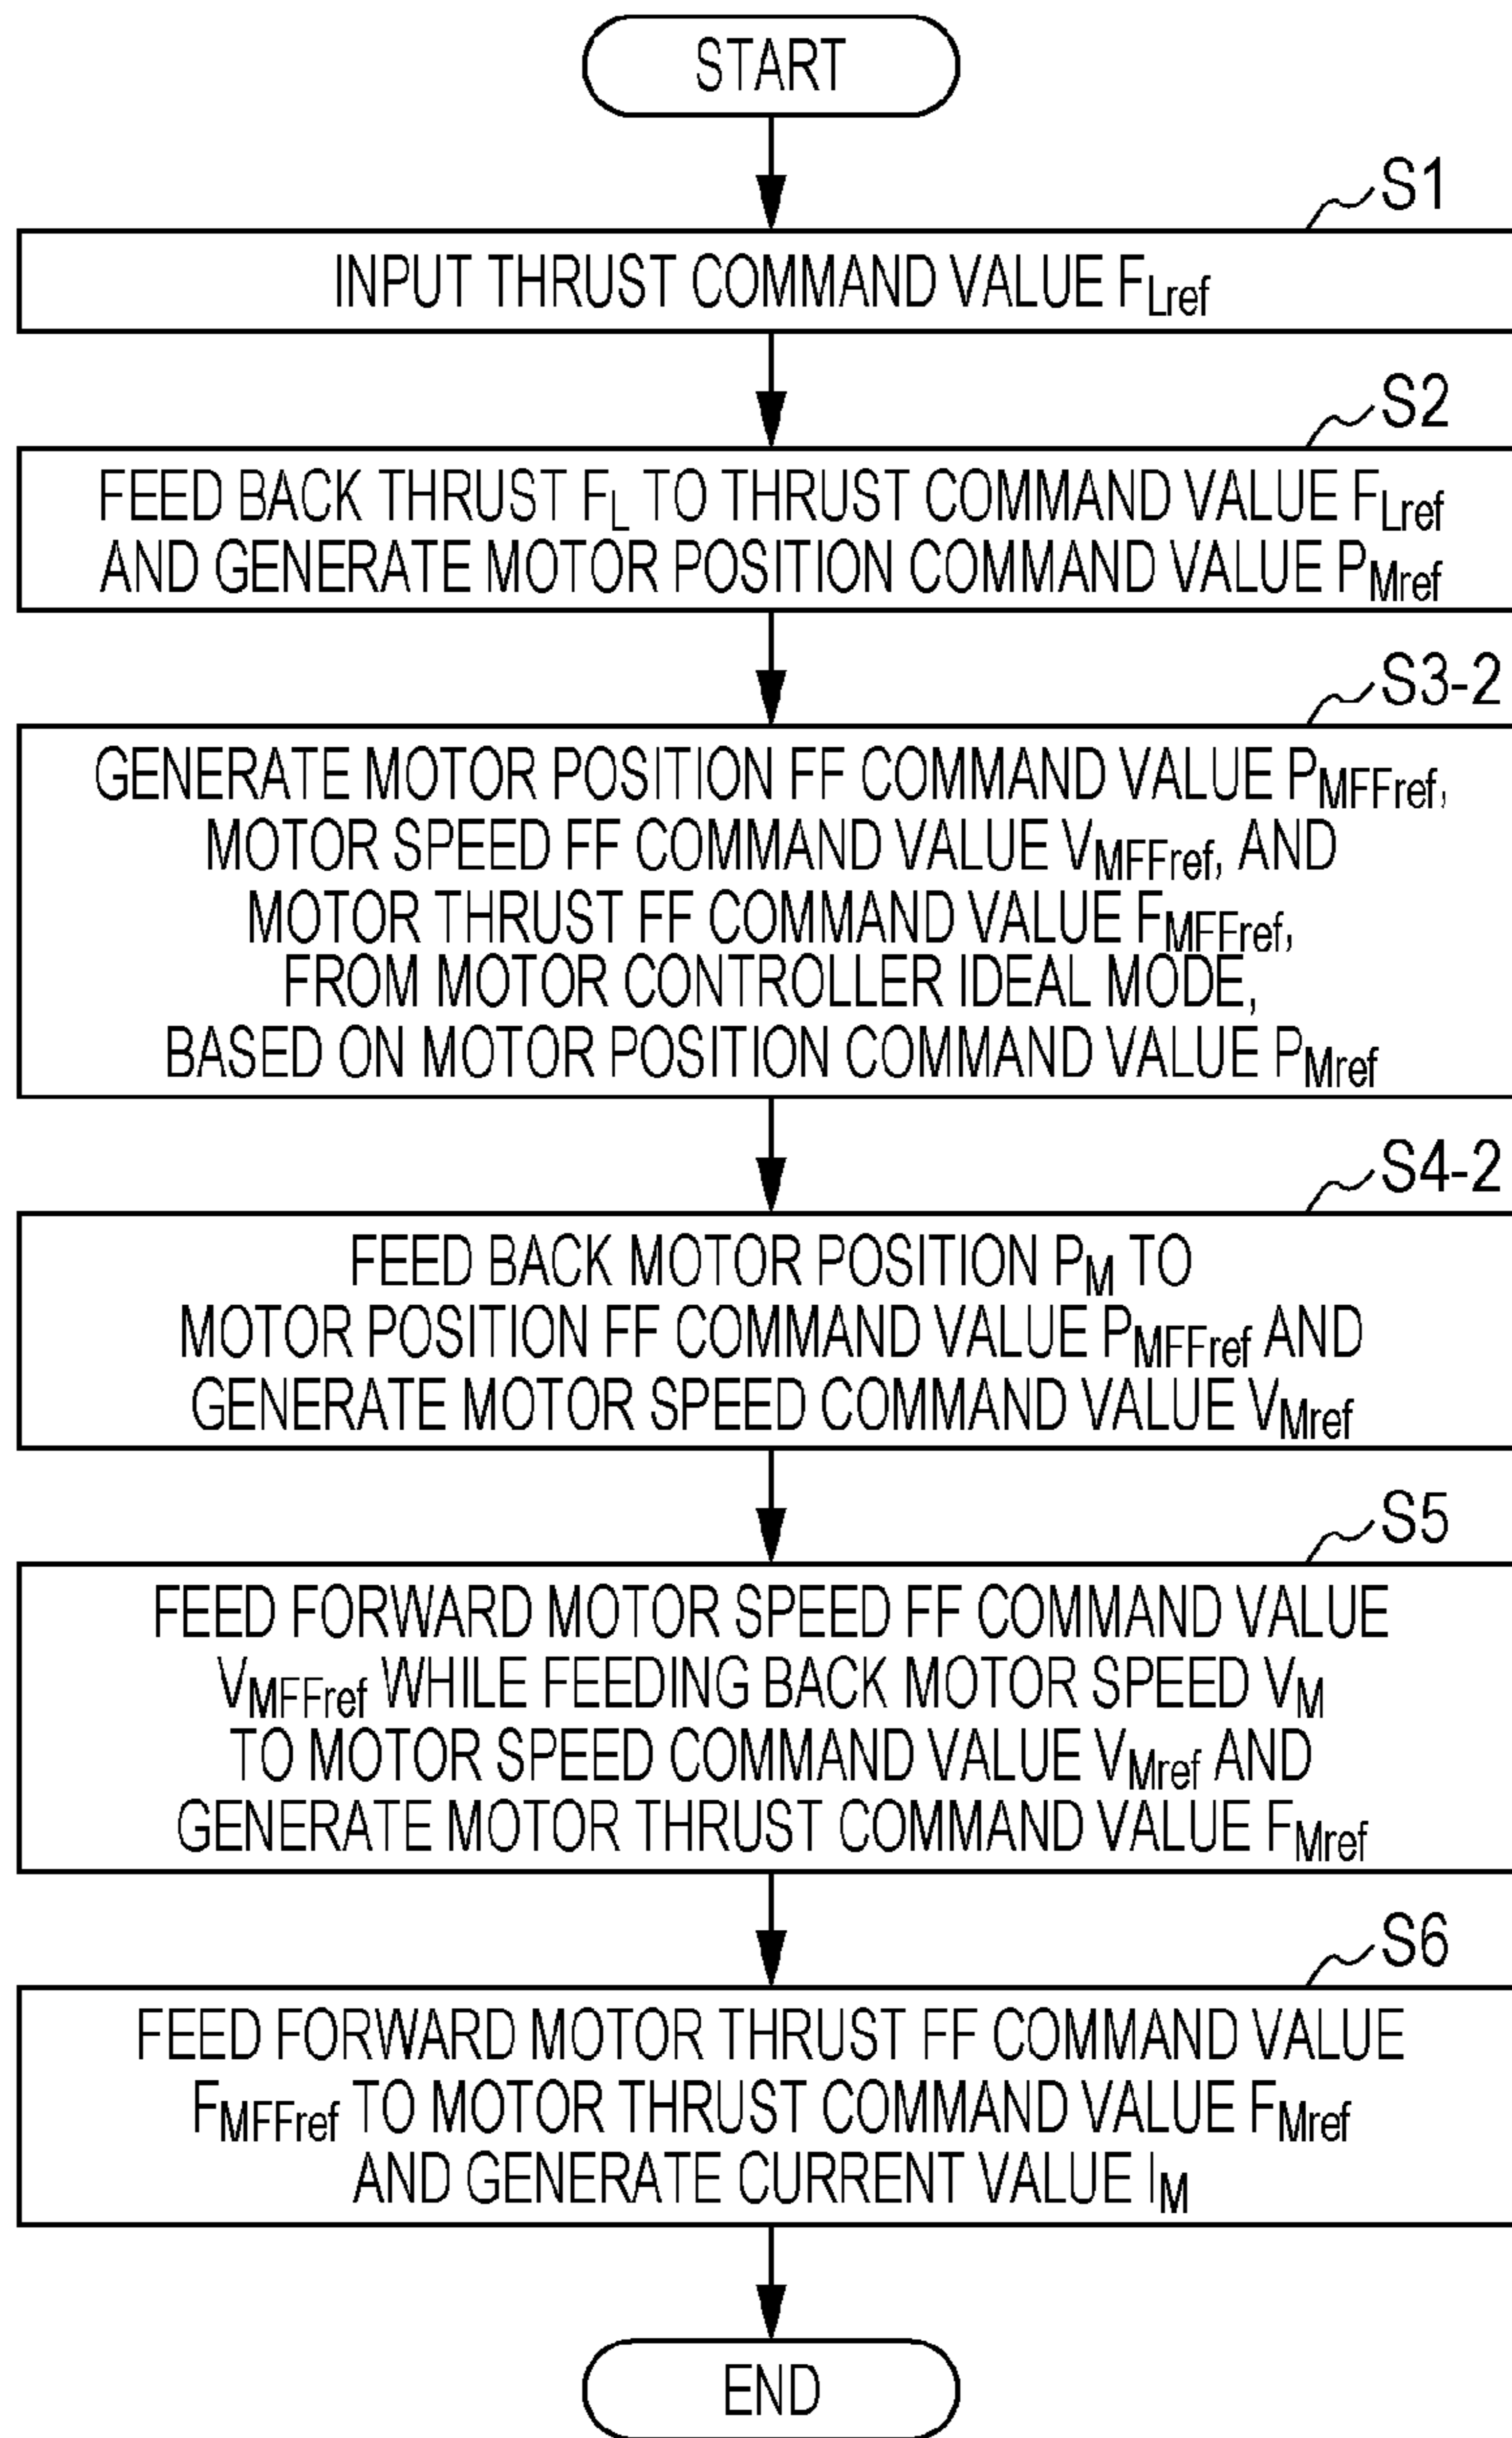 START
S1
INPUT THRUST COMMAND VALUE FLref
S2
FEED BACK THRUST FL TO THRUST COMMAND VALUE FLref
AND GENERATE MOTOR POSITION COMMAND VALUE PMref
S3-2
GENERATE MOTOR POSITION FF COMMAND VALUE PMFFref,
MOTOR SPEED FF COMMAND VALUE VMFFref, AND
MOTOR THRUST FF COMMAND VALUE FMFFref,
FROM MOTOR CONTROLLER IDEAL MODE,
BASED ON MOTOR POSITION COMMAND VALUE PMref
S4-2
FEED BACK MOTOR POSITION PM TO
MOTOR POSITION FF COMMAND VALUE PMFFref AND
GENERATE MOTOR SPEED COMMAND VALUE VMref
S5
FEED FORWARD MOTOR SPEED FF COMMAND VALUE
VMFFref WHILE FEEDING BACK MOTOR SPEED VM
TO MOTOR SPEED COMMAND VALUE VMref AND
GENERATE MOTOR THRUST COMMAND VALUE FMref
S6
FEED FORWARD MOTOR THRUST FF COMMAND VALUE
FMFFref TO MOTOR THRUST COMMAND VALUE FMref
AND GENERATE CURRENT VALUE IM
END